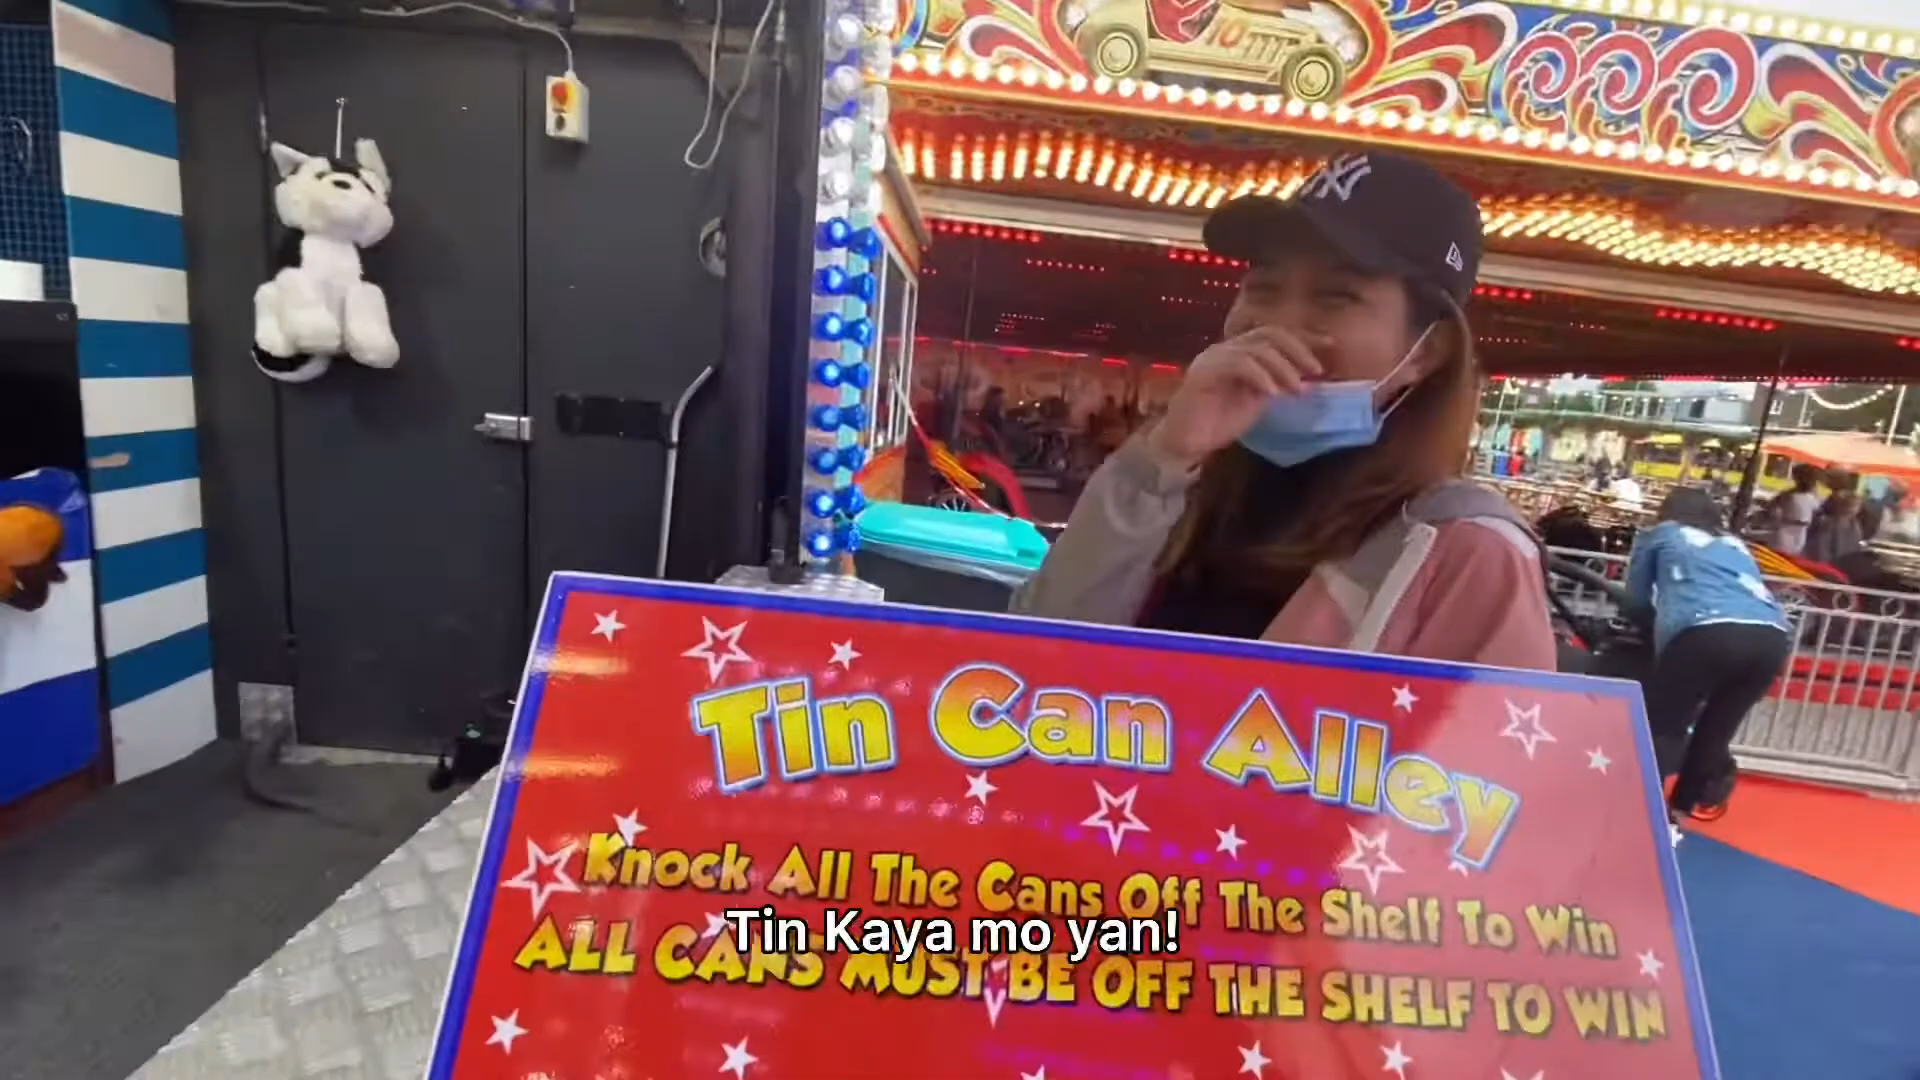 Tin Can Alley
Knock All The Cans Off The Shelf To Win
ALL CANS MUST BE OFF THE SHELF TO WIN
Tin Kaya mo yan!